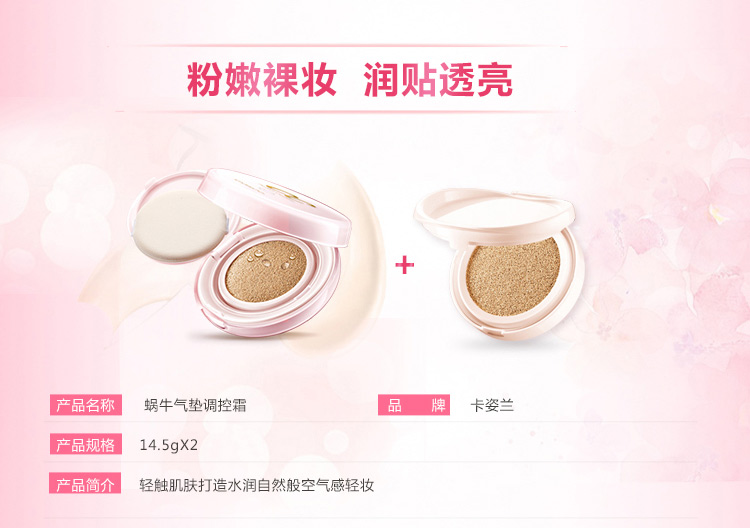 粉嫩裸妆 润贴透亮
+
产品名称 蜗牛气垫调控霜 品 牌 卡姿兰
产品规格 14.5gX2
产品简介 轻触肌肤打造水润自然般空气感轻妆